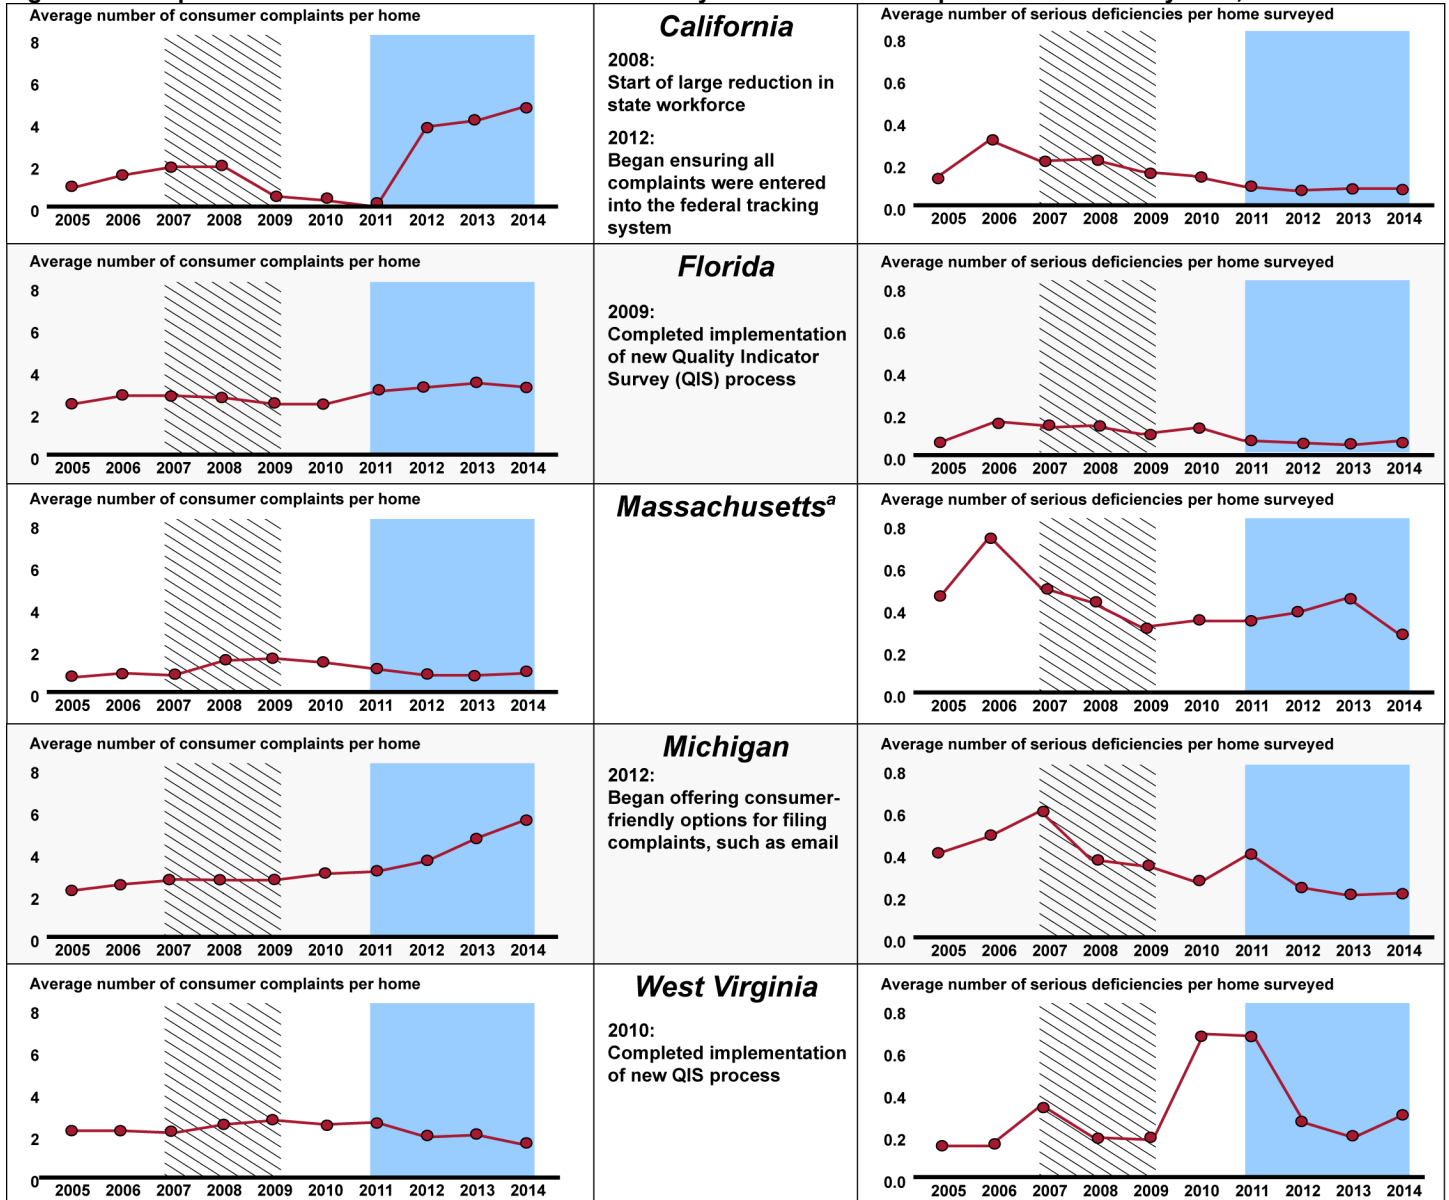 Average number of consumer complaints per home
8
6
4
2
0
2005 2006 2007 2008 2009 2010 2011 2012 2013 2014
California
2008:
Start of large reduction in
state workforce
2012:
Began ensuring all
complaints were entered
into the federal tracking
system
Average number of serious deficiencies per home surveyed
0.8
0.6
0.4
0.2
0.0
2005 2006 2007 2008 2009 2010 2011 2012 2013 2014
Average number of consumer complaints per home
8
6
4
2
0
2005 2006 2007 2008 2009 2010 2011 2012 2013 2014
Florida
2009:
Completed implementation
of new Quality Indicator
Survey (QIS) process
Average number of serious deficiencies per home surveyed
0.8
0.6
0.4
0.2
0.0
2005 2006 2007 2008 2009 2010 2011 2012 2013 2014
Average number of consumer complaints per home
8
6
4
2
0
2005 2006 2007 2008 2009 2010 2011 2012 2013 2014
Massachusettsa
Average number of serious deficiencies per home surveyed
0.8
0.6
0.4
0.2
0.0
2005 2006 2007 2008 2009 2010 2011 2012 2013 2014
Average number of consumer complaints per home
8
6
4
2
0
2005 2006 2007 2008 2009 2010 2011 2012 2013 2014
Michigan
2012:
Began offering consumer-
friendly options for filing
complaints, such as email
Average number of serious deficiencies per home surveyed
0.8
0.6
0.4
0.2
0.0
2005 2006 2007 2008 2009 2010 2011 2012 2013 2014
Average number of consumer complaints per home
8
6
4
2
0
2005 2006 2007 2008 2009 2010 2011 2012 2013 2014
West Virginia
2010:
Completed implementation
of new QIS process
Average number of serious deficiencies per home surveyed
0.8
0.6
0.4
0.2
0.0
2005 2006 2007 2008 2009 2010 2011 2012 2013 2014